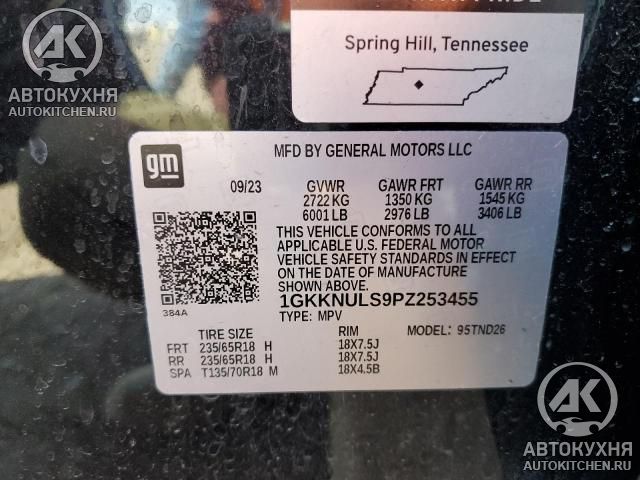 Spring Hill, Tennessee
AK
АВТОКУХНЯ
AUTOKITCHEN.RU
gm
MFD BY GENERAL MOTORS LLC
09/23 GVWR GAWR FRT GAWR RR
2722 KG 1350 KG 1545 KG
6001 LB 2976 LB 3406 LB
THIS VEHICLE CONFORMS TO ALL
APPLICABLE U.S. FEDERAL MOTOR
VEHICLE SAFETY STANDARDS IN EFFECT
ON THE DATE OF MANUFACTURE
SHOWN ABOVE.
384A
1GKKNULS9PZ253455
TYPE: MPV
TIRE SIZE RIM MODEL: 95TND26
FRT 235/65R18 H 18X7.5J
RR 235/65R18 H 18X7.5J
SPA T135/70R18 M 18X4.5B
AK
АВТОКУХНЯ
AUTOKITCHEN.RU